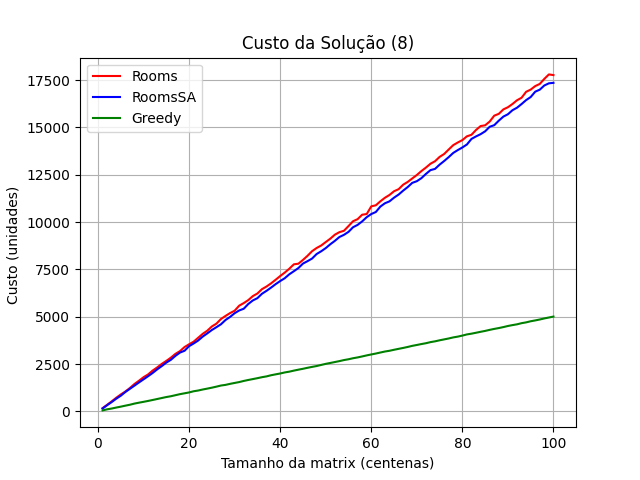 Custo da Solução (8)
Rooms
RoomsSA
Greedy
Custo (unidades)
17500
15000
12500
10000
7500
5000
2500
0
0 20 40 60 80 100
Tamanho da matrix (centenas)